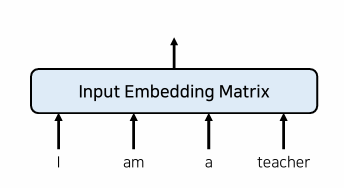 Input Embedding Matrix
I am a teacher